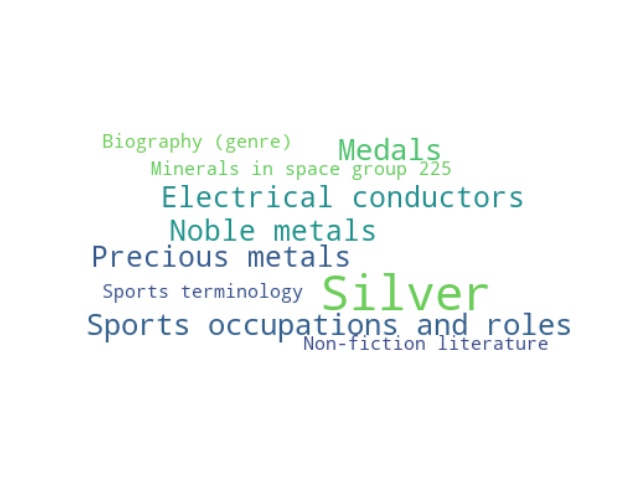 Biography (genre)
Medals
Minerals in space group 225
Electrical conductors
Noble metals
Precious metals
Sports terminology
Silver
Sports occupations and roles
Non-fiction literature